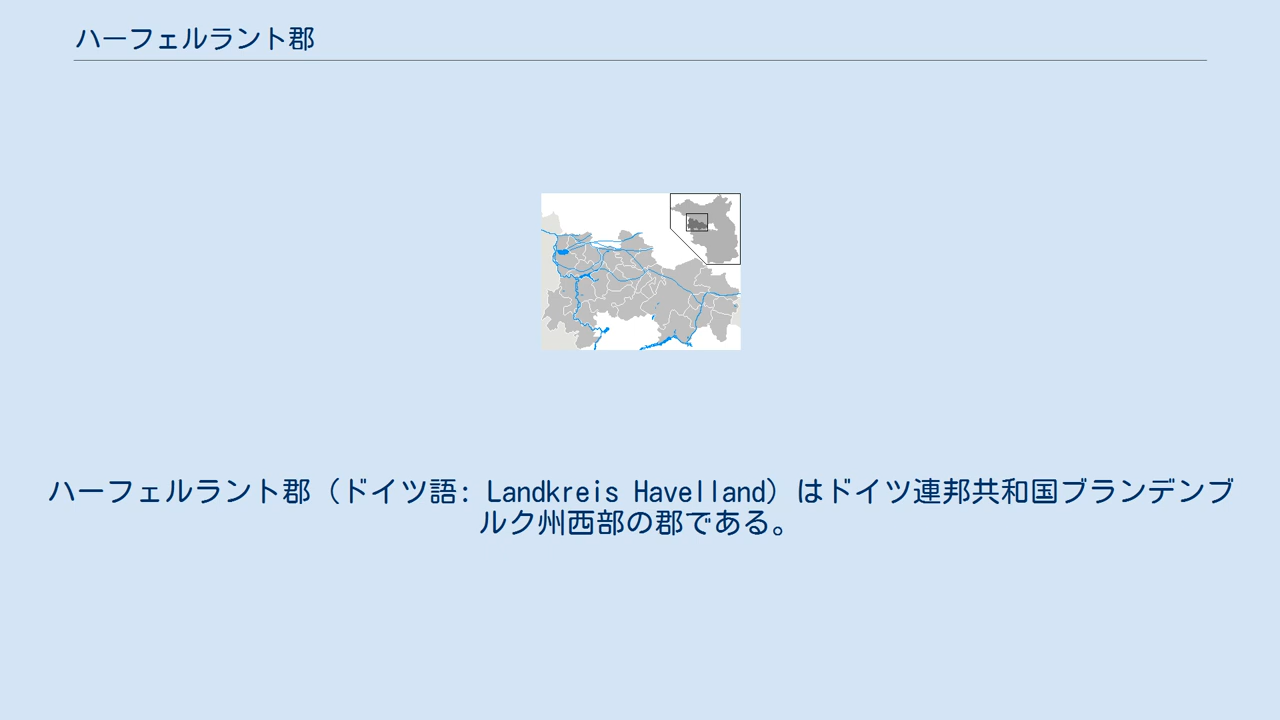 ハーフェルラント郡
ハーフェルラント郡（ドイツ語: Landkreis Havelland）はドイツ連邦共和国ブランデンブ
ルク州西部の郡である。